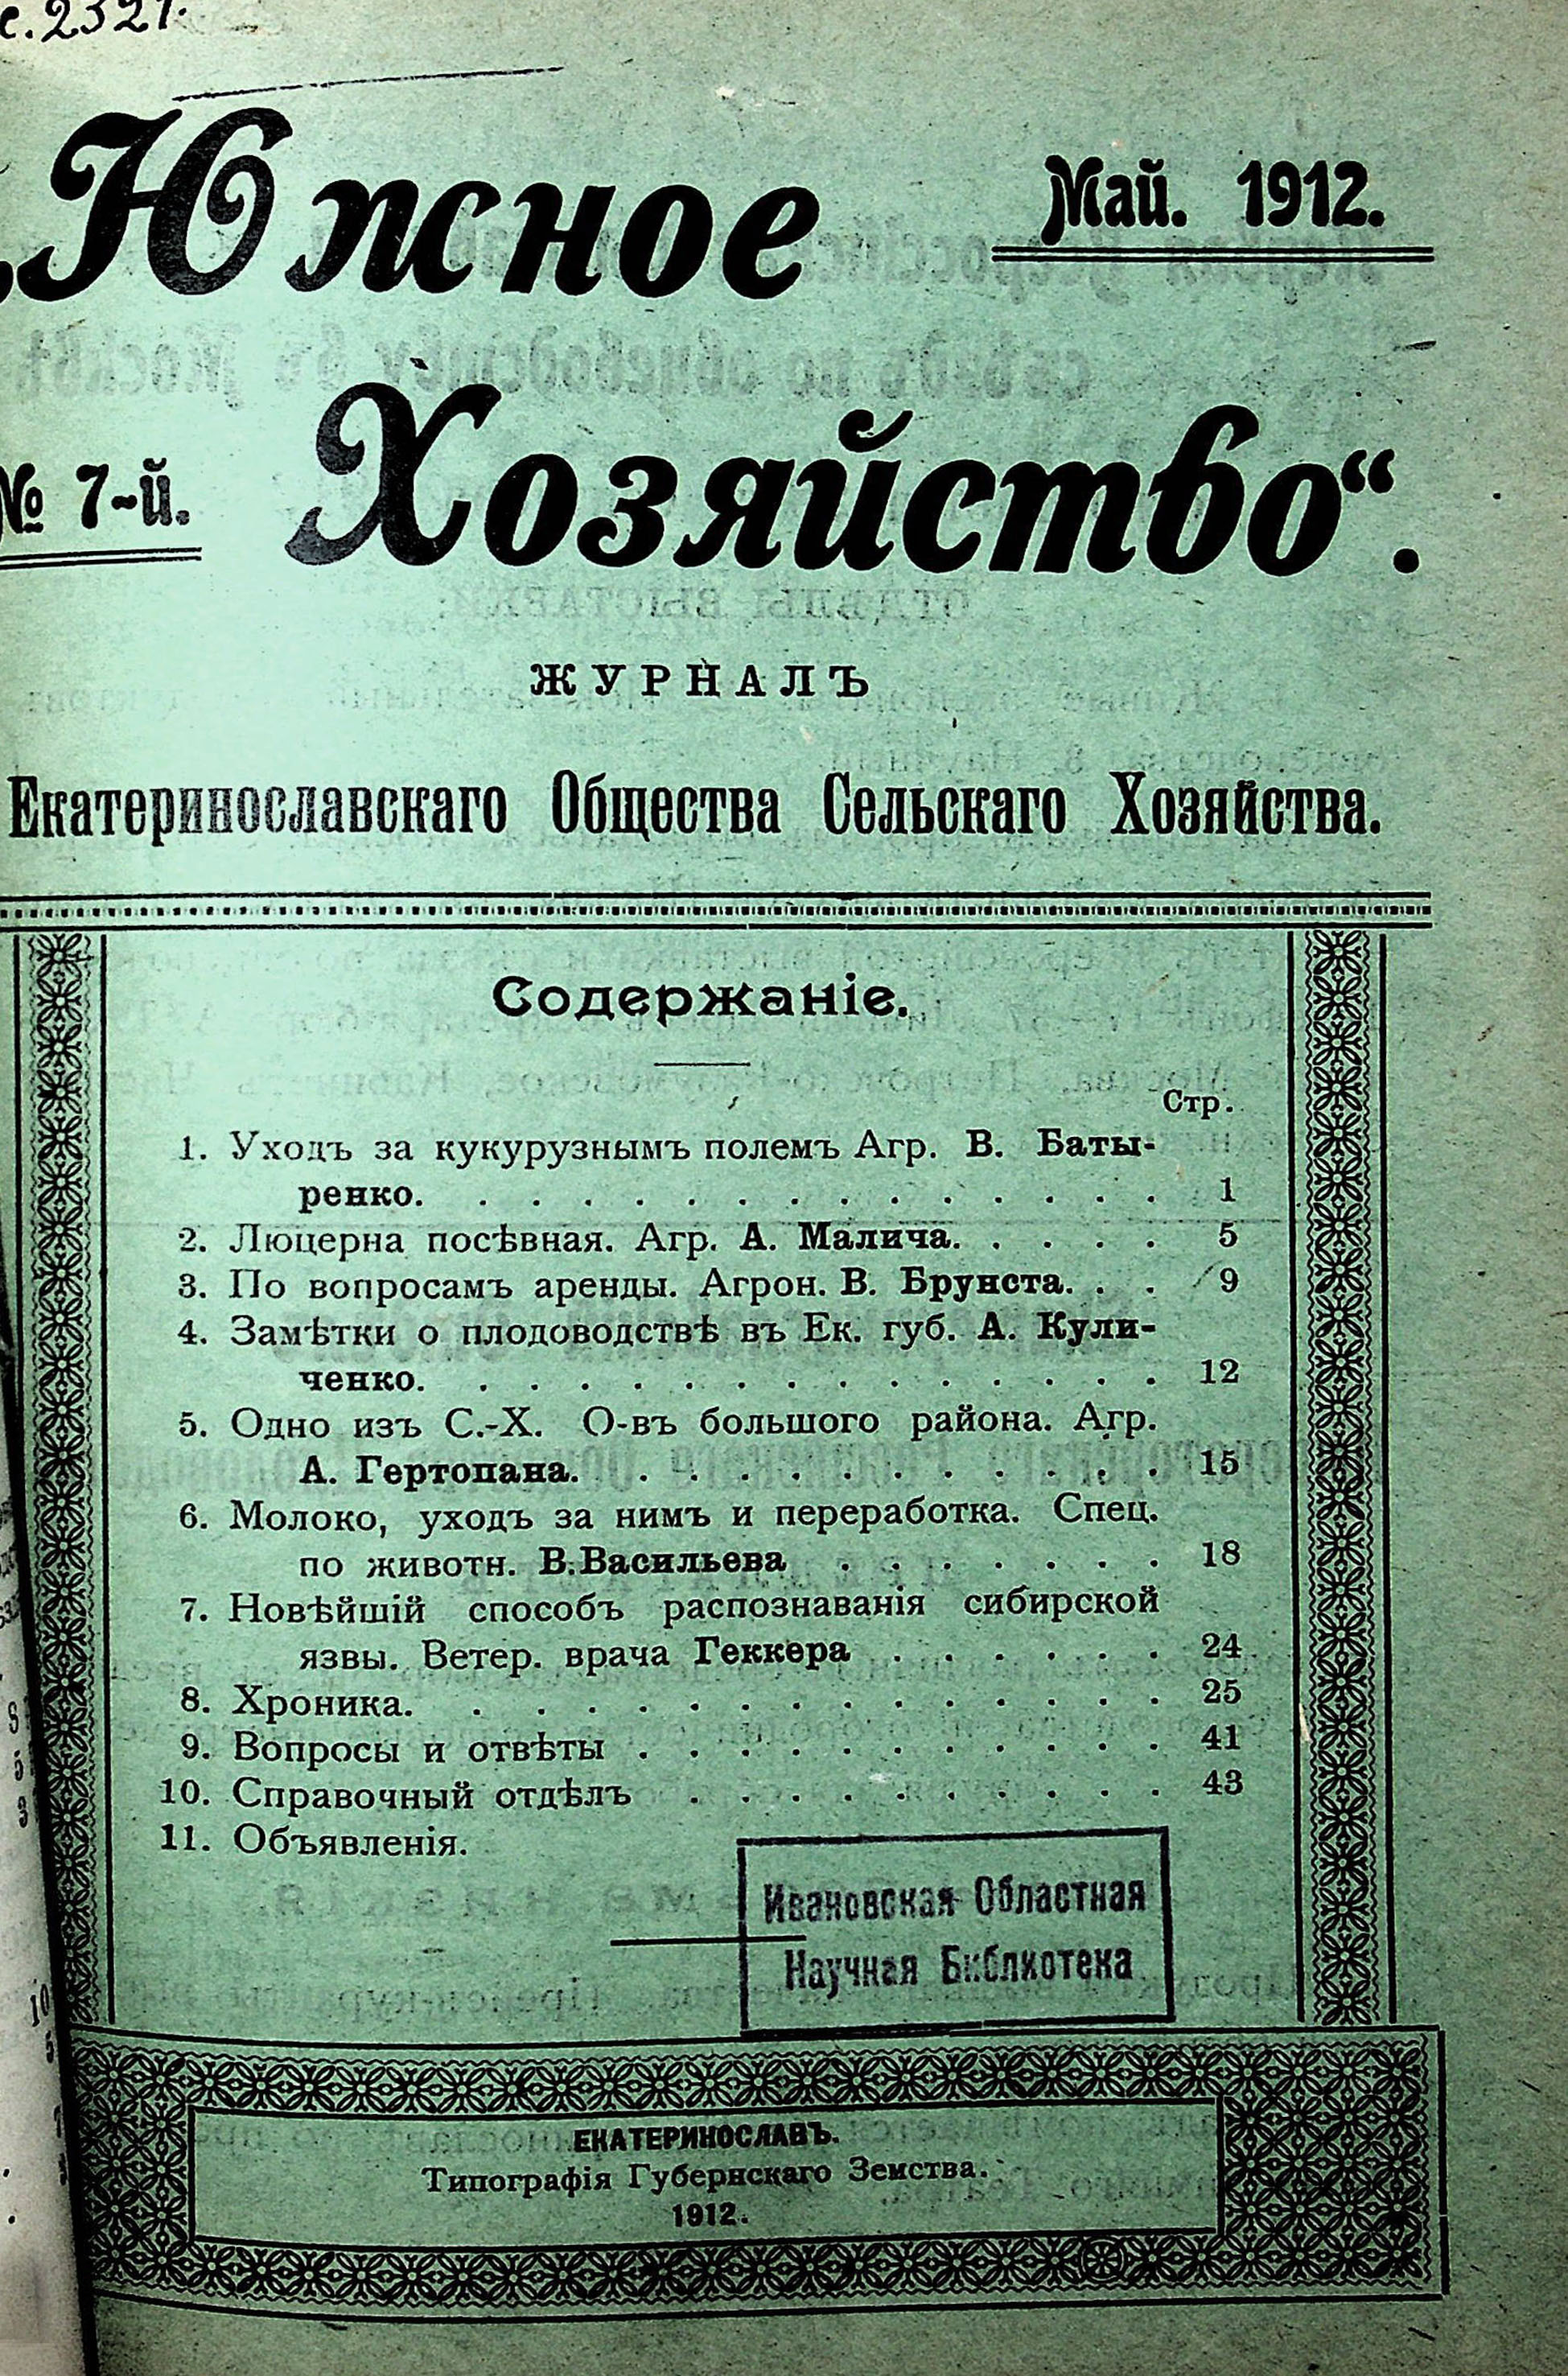 с. 2321.
„Южное
Май. 1912.
Хозяйство“.
№ 7-й.
ЖУРНАЛЪ
Екатеринославскаго Общества Сельскаго Хозяйства.
Содержаніе.
Стр.
1. Уходъ за кукурузнымъ полемъ Агр. В. Баты-
ренко. . . . . . . . . . . . . . . 1
2. Люцерна посѣвная. Агр. А. Малича. . . . . 5
3. По вопросамъ аренды. Агрон. В. Брунста. . . 9
4. Замѣтки о плодоводствѣ въ Ек. губ. А. Кули-
ченко. . . . . . . . . . . . . . . 12
5. Одно изъ С.-Х. О-въ большого района. Агр.
А. Гертопана. . . . . . . . . . . . 15
6. Молоко, уходъ за нимъ и переработка. Спец.
по животн. В.Васильева . . . . . . . 18
7. Новѣйшій способъ распознаванія сибирской
язвы. Ветер. врача Геккера . . . . . . 24
8. Хроника. . . . . . . . . . . . . . . 25
9. Вопросы и отвѣты . . . . . . . . . . . 41
10. Справочный отдѣлъ . . . . . . . . . . 43
11. Объявленія.
Ивановская Областная
Научная Библиотека
ЕКАТЕРИНОСЛАВЪ.
Типографія Губернскаго Земства.
1912.